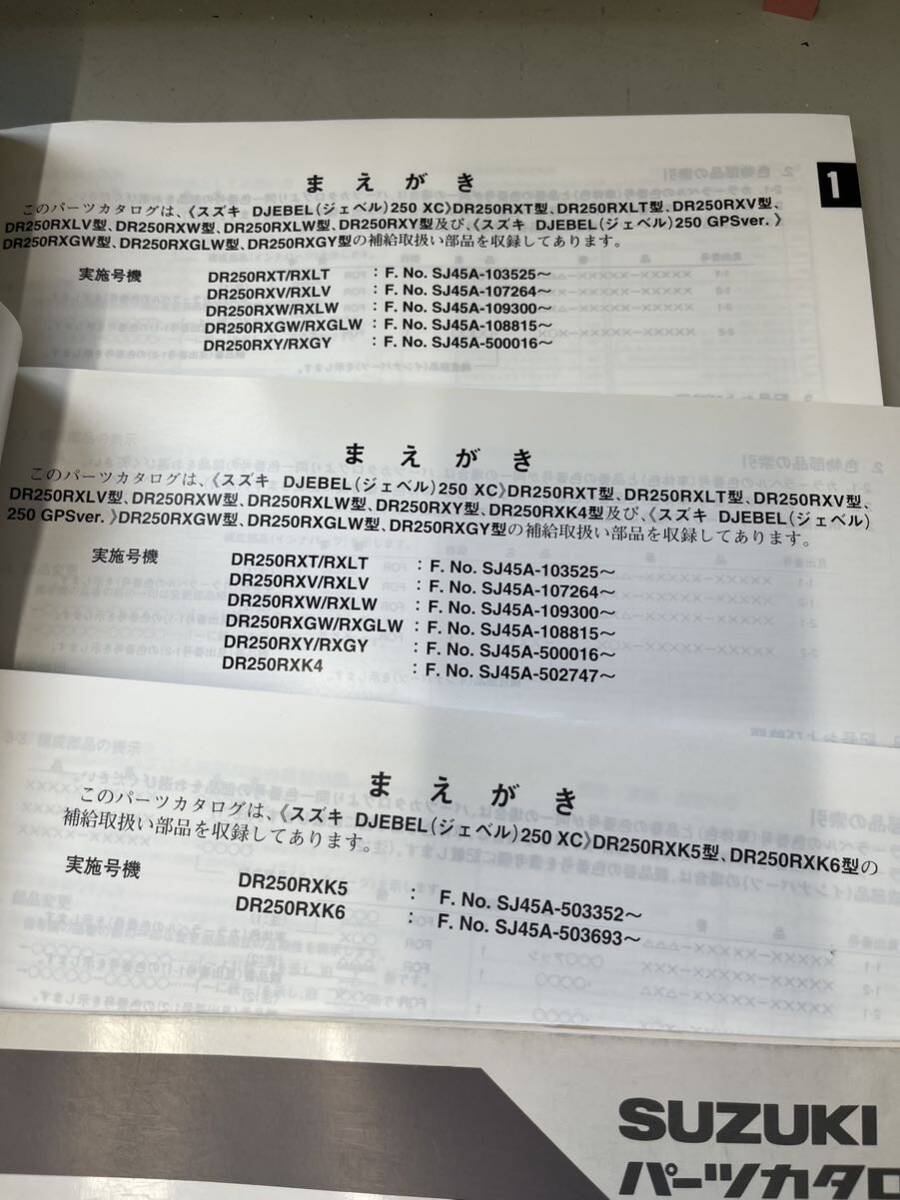 1
まえがき
このパーツカタログは、《スズキ DJEBEL(ジェベル)250 XC》DR250RXT型、DR250RXLT型、DR250RXV型、
DR250RXLV型、DR250RXW型、DR250RXLW型、DR250RXY型及び、《スズキ DJEBEL(ジェベル)250 GPSver.》
DR250RXGW型、DR250RXGLW型、DR250RXGY型の補給取扱い部品を収録してあります。
実施号機 DR250RXT/RXLT : F. No. SJ45A-103525～
DR250RXV/RXLV : F. No. SJ45A-107264～
DR250RXW/RXLW : F. No. SJ45A-109300～
DR250RXGW/RXGLW : F. No. SJ45A-108815～
DR250RXY/RXGY : F. No. SJ45A-500016～
まえがき
このパーツカタログは、《スズキ DJEBEL(ジェベル)250 XC》DR250RXT型、DR250RXLT型、DR250RXV型、
DR250RXLV型、DR250RXW型、DR250RXLW型、DR250RXY型、DR250RXK4型及び、《スズキ DJEBEL(ジェベル)
250 GPSver.》DR250RXGW型、DR250RXGLW型、DR250RXGY型の補給取扱い部品を収録してあります。
実施号機 DR250RXT/RXLT : F. No. SJ45A-103525～
DR250RXV/RXLV : F. No. SJ45A-107264～
DR250RXW/RXLW : F. No. SJ45A-109300～
DR250RXGW/RXGLW : F. No. SJ45A-108815～
DR250RXY/RXGY : F. No. SJ45A-500016～
DR250RXK4 : F. No. SJ45A-502747～
まえがき
このパーツカタログは、《スズキ DJEBEL(ジェベル)250 XC》DR250RXK5型、DR250RXK6型の
補給取扱い部品を収録してあります。
実施号機 DR250RXK5 : F. No. SJ45A-503352～
DR250RXK6 : F. No. SJ45A-503693～
SUZUKI
パーツカタロ